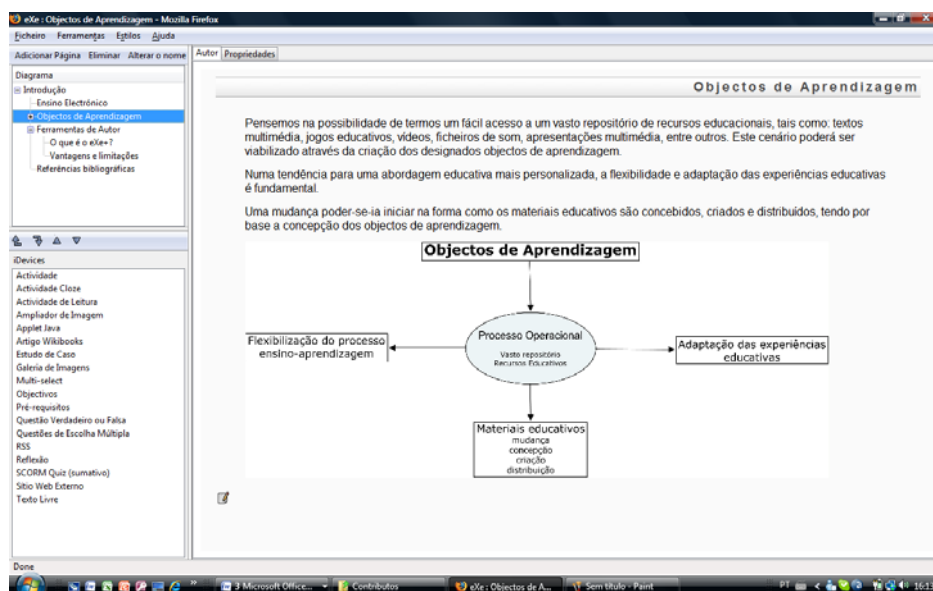 eXe : Objectos de Aprendizagem - Mozilla Firefox
Ficheiro Ferramentas Estilos Ajuda
Adicionar Página Eliminar Alterar o nome
Autor Propriedades
Diagrama
Introdução
Ensino Electrónico
Objectos de Aprendizagem
Ferramentas de Autor
O que é o eXe+?
Vantagens e limitações
Referências bibliográficas
iDevices
Actividade
Actividade Cloze
Actividade de Leitura
Ampliador de Imagem
Applet Java
Artigo Wikibooks
Estudo de Caso
Galeria de Imagens
Multi-select
Objectivos
Pré-requisitos
Questão Verdadeiro ou Falsa
Questões de Escolha Múltipla
RSS
Reflexão
SCORM Quiz (sumativo)
Sítio Web Externo
Texto Livre
Objectos de Aprendizagem
Pensemos na possibilidade de termos um fácil acesso a um vasto repositório de recursos educacionais, tais como: textos
multimédia, jogos educativos, vídeos, ficheiros de som, apresentações multimédia, entre outros. Este cenário poderá ser
viabilizado através da criação dos designados objectos de aprendizagem.
Numa tendência para uma abordagem educativa mais personalizada, a flexibilidade e adaptação das experiências educativas
é fundamental.
Uma mudança poder-se-ia iniciar na forma como os materiais educativos são concebidos, criados e distribuídos, tendo por
base a concepção dos objectos de aprendizagem.
Objectos de Aprendizagem
Processo Operacional
Vasto repositório
Recursos Educativos
Flexibilização do processo
ensino-aprendizagem
Adaptação das experiências
educativas
Materiais educativos
mudança
concepção
criação
distribuição
Done
3 Microsoft Office... Contributos eXe : Objectos de A... Sem título - Paint PT 16:13